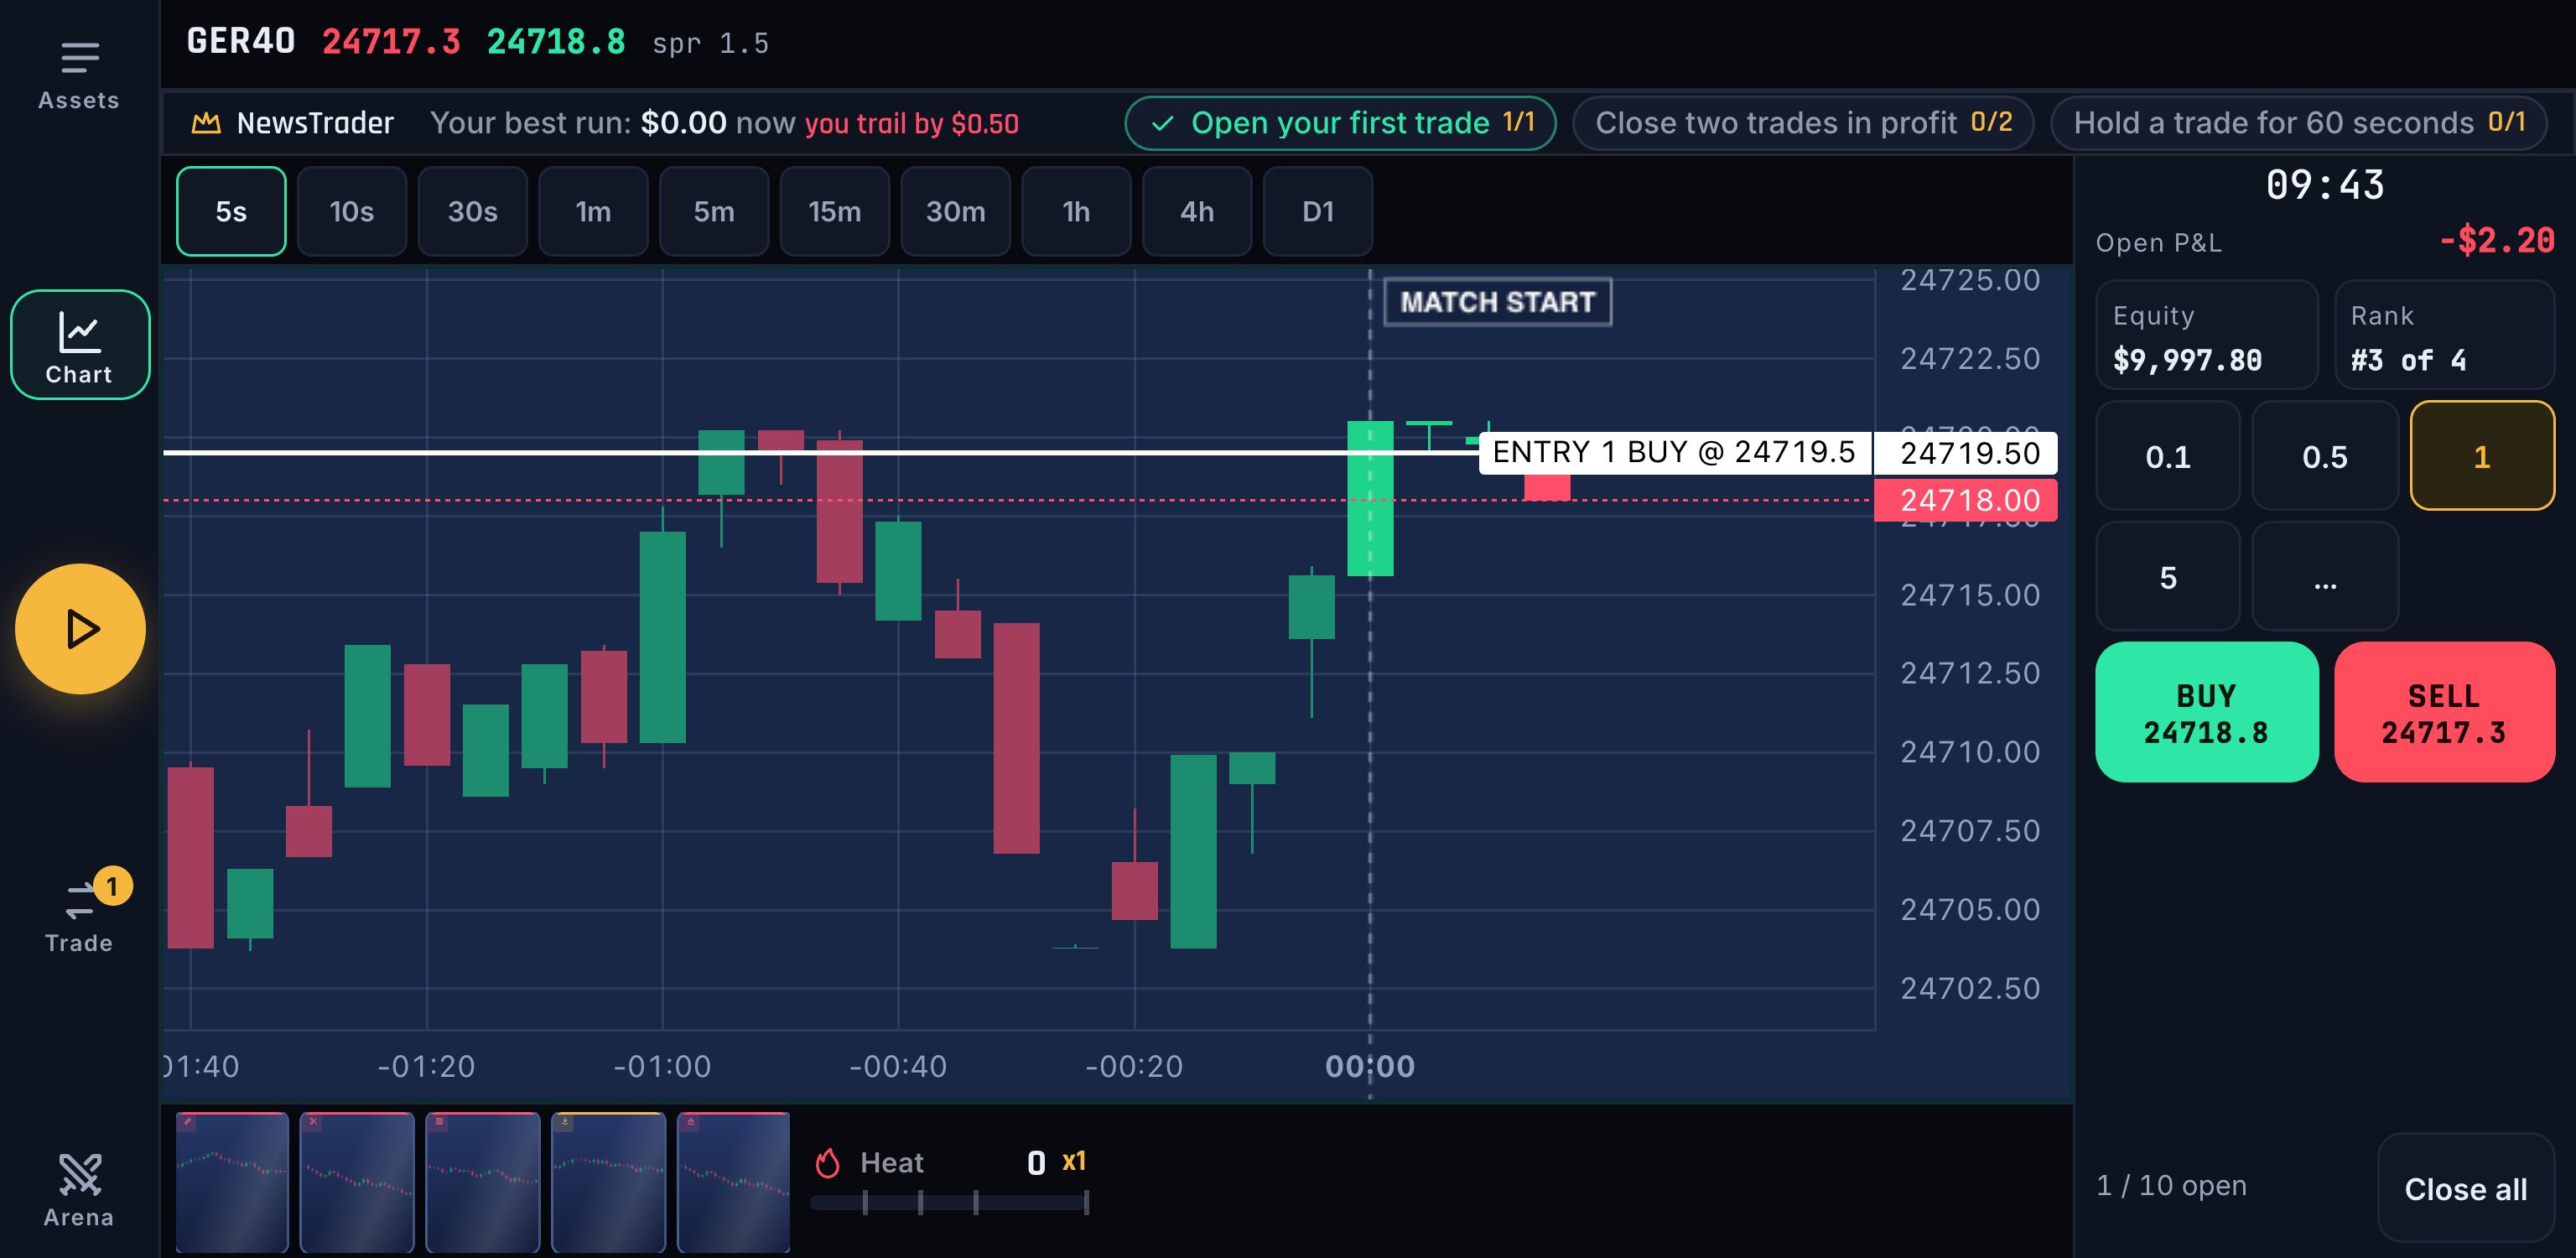 GER40 24717.3 24718.8 spr 1.5
Assets
NewsTrader Your best run: $0.00 now you trail by $0.50
Open your first trade 1/1
Close two trades in profit 0/2
Hold a trade for 60 seconds 0/1
5s 10s 30s 1m 5m 15m 30m 1h 4h D1
09:43
Open P&L -$2.20
Equity
$9,997.80
Rank
#3 of 4
0.1 0.5 1
5 ...
BUY
24718.8
SELL
24717.3
Chart
Trade
1
Arena
MATCH START
24725.00
24722.50
ENTRY 1 BUY @ 24719.5 24719.50
24718.00
24715.00
24712.50
24710.00
24707.50
24705.00
24702.50
01:40 -01:20 -01:00 -00:40 -00:20 00:00
Heat 0 x1
1 / 10 open
Close all